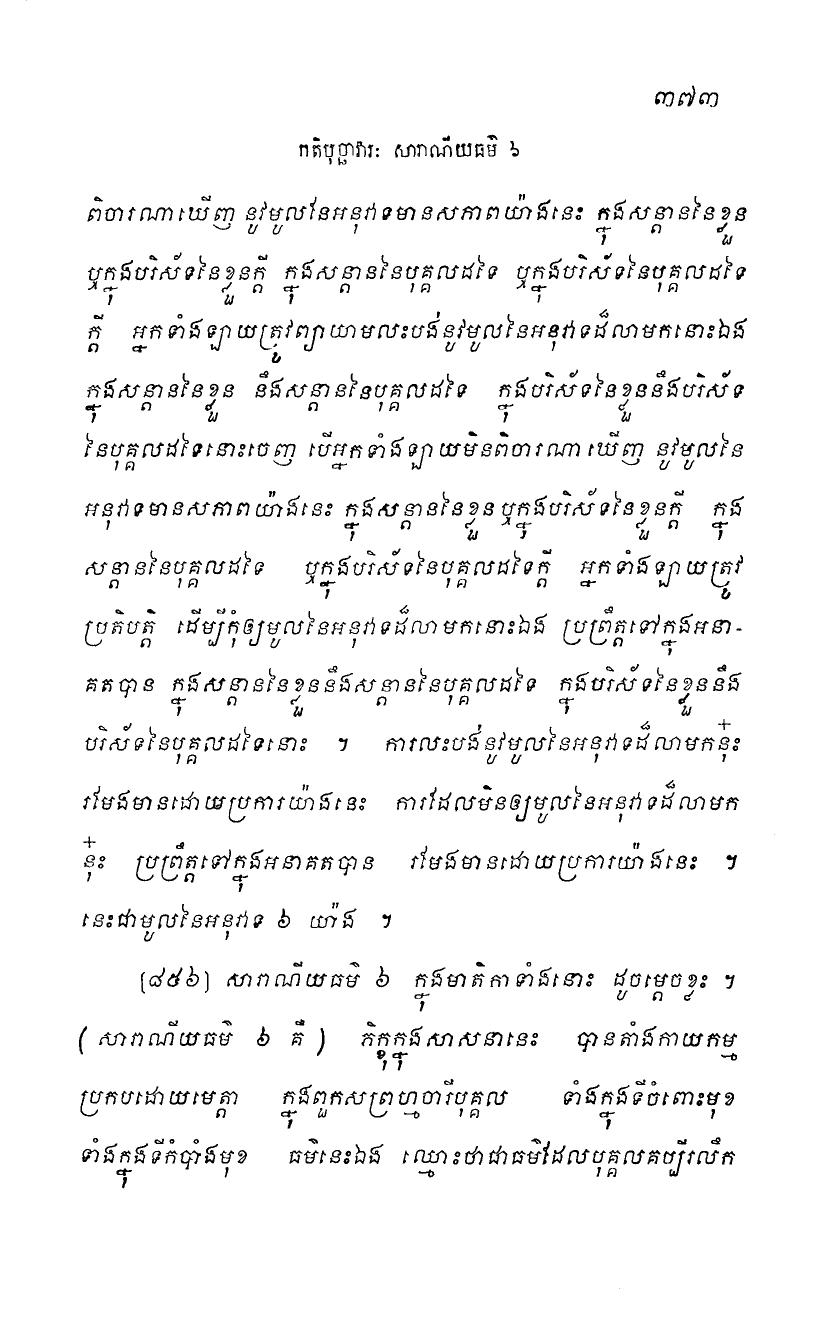 ៣៧៣
កតិបុច្ឆាវារៈ សារាណីយធម៌ ៦
ពិចារណាឃើញ នូវមូលនៃអនុវាទមានសភាពយ៉ាងនេះ ក្នុងសន្តាននៃខ្លួន
ឬក្នុងបរិស័ទនៃខ្លួនក្តី ក្នុងសន្តាននៃបុគ្គលដទៃ ឬក្នុងបរិស័ទនៃបុគ្គលដទៃ
ក្តី អ្នកទាំងឡាយត្រូវព្យាយាមលះបង់នូវមូលនៃអនុវាទដ៏លាមកនោះឯង
ក្នុងសន្តាននៃខ្លួន នឹងសន្តាននៃបុគ្គលដទៃ ក្នុងបរិស័ទនៃខ្លួននឹងបរិស័ទ
នៃបុគ្គលដទៃនោះចេញ បើអ្នកទាំងឡាយមិនពិចារណាឃើញ នូវមូលនៃ
អនុវាទមានសភាពយ៉ាងនេះ ក្នុងសន្តាននៃខ្លួន ឬក្នុងបរិស័ទនៃខ្លួនក្តី ក្នុង
សន្តាននៃបុគ្គលដទៃ ឬក្នុងបរិស័ទនៃបុគ្គលដទៃក្តី អ្នកទាំងឡាយត្រូវ
ប្រតិបត្តិ ដើម្បីកុំឲ្យមូលនៃអនុវាទដ៏លាមកនោះឯង ប្រព្រឹត្តទៅក្នុងអនា-
គតបាន ក្នុងសន្តាននៃខ្លួននឹងសន្តាននៃបុគ្គលដទៃ ក្នុងបរិស័ទនៃខ្លួននឹង
បរិស័ទនៃបុគ្គលដទៃនោះ ។ ការលះបង់នូវមូលនៃអនុវាទដ៏លាមកនុ៎ះ
រមែងមានដោយប្រការយ៉ាងនេះ ការដែលមិនឲ្យមូលនៃអនុវាទដ៏លាមក
នុ៎ះ ប្រព្រឹត្តទៅក្នុងអនាគតបាន រមែងមានដោយប្រការយ៉ាងនេះ ។
នេះជាមូលនៃអនុវាទ ៦ យ៉ាង ។
[៨៥៦] សារាណីយធម៌ ៦ ក្នុងមាតិកាទាំងនោះ ដូចម្តេចខ្លះ ។
( សារាណីយធម៌ ៦ គឺ ) ភិក្ខុក្នុងសាសនានេះ បានតាំងកាយកម្ម
ប្រកបដោយមេត្តា ក្នុងពួកសព្រហ្មចារីបុគ្គល ទាំងក្នុងទីចំពោះមុខ
ទាំងក្នុងទីកំបាំងមុខ ធម៌នេះឯង ឈ្មោះថាជាធម៌ដែលបុគ្គលគប្បីរលឹក